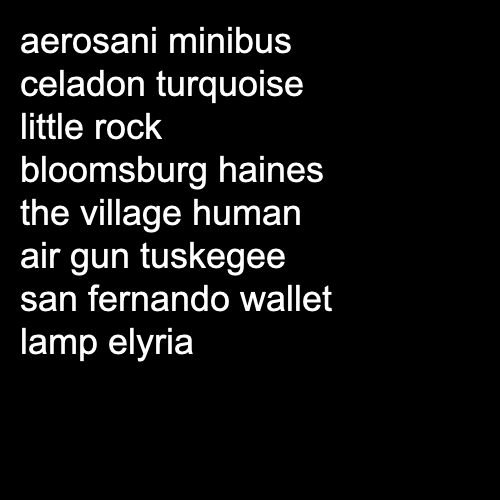 aerosani minibus
celadon turquoise
little rock
bloomsburg haines
the village human
air gun tuskegee
san fernando wallet
lamp elyria